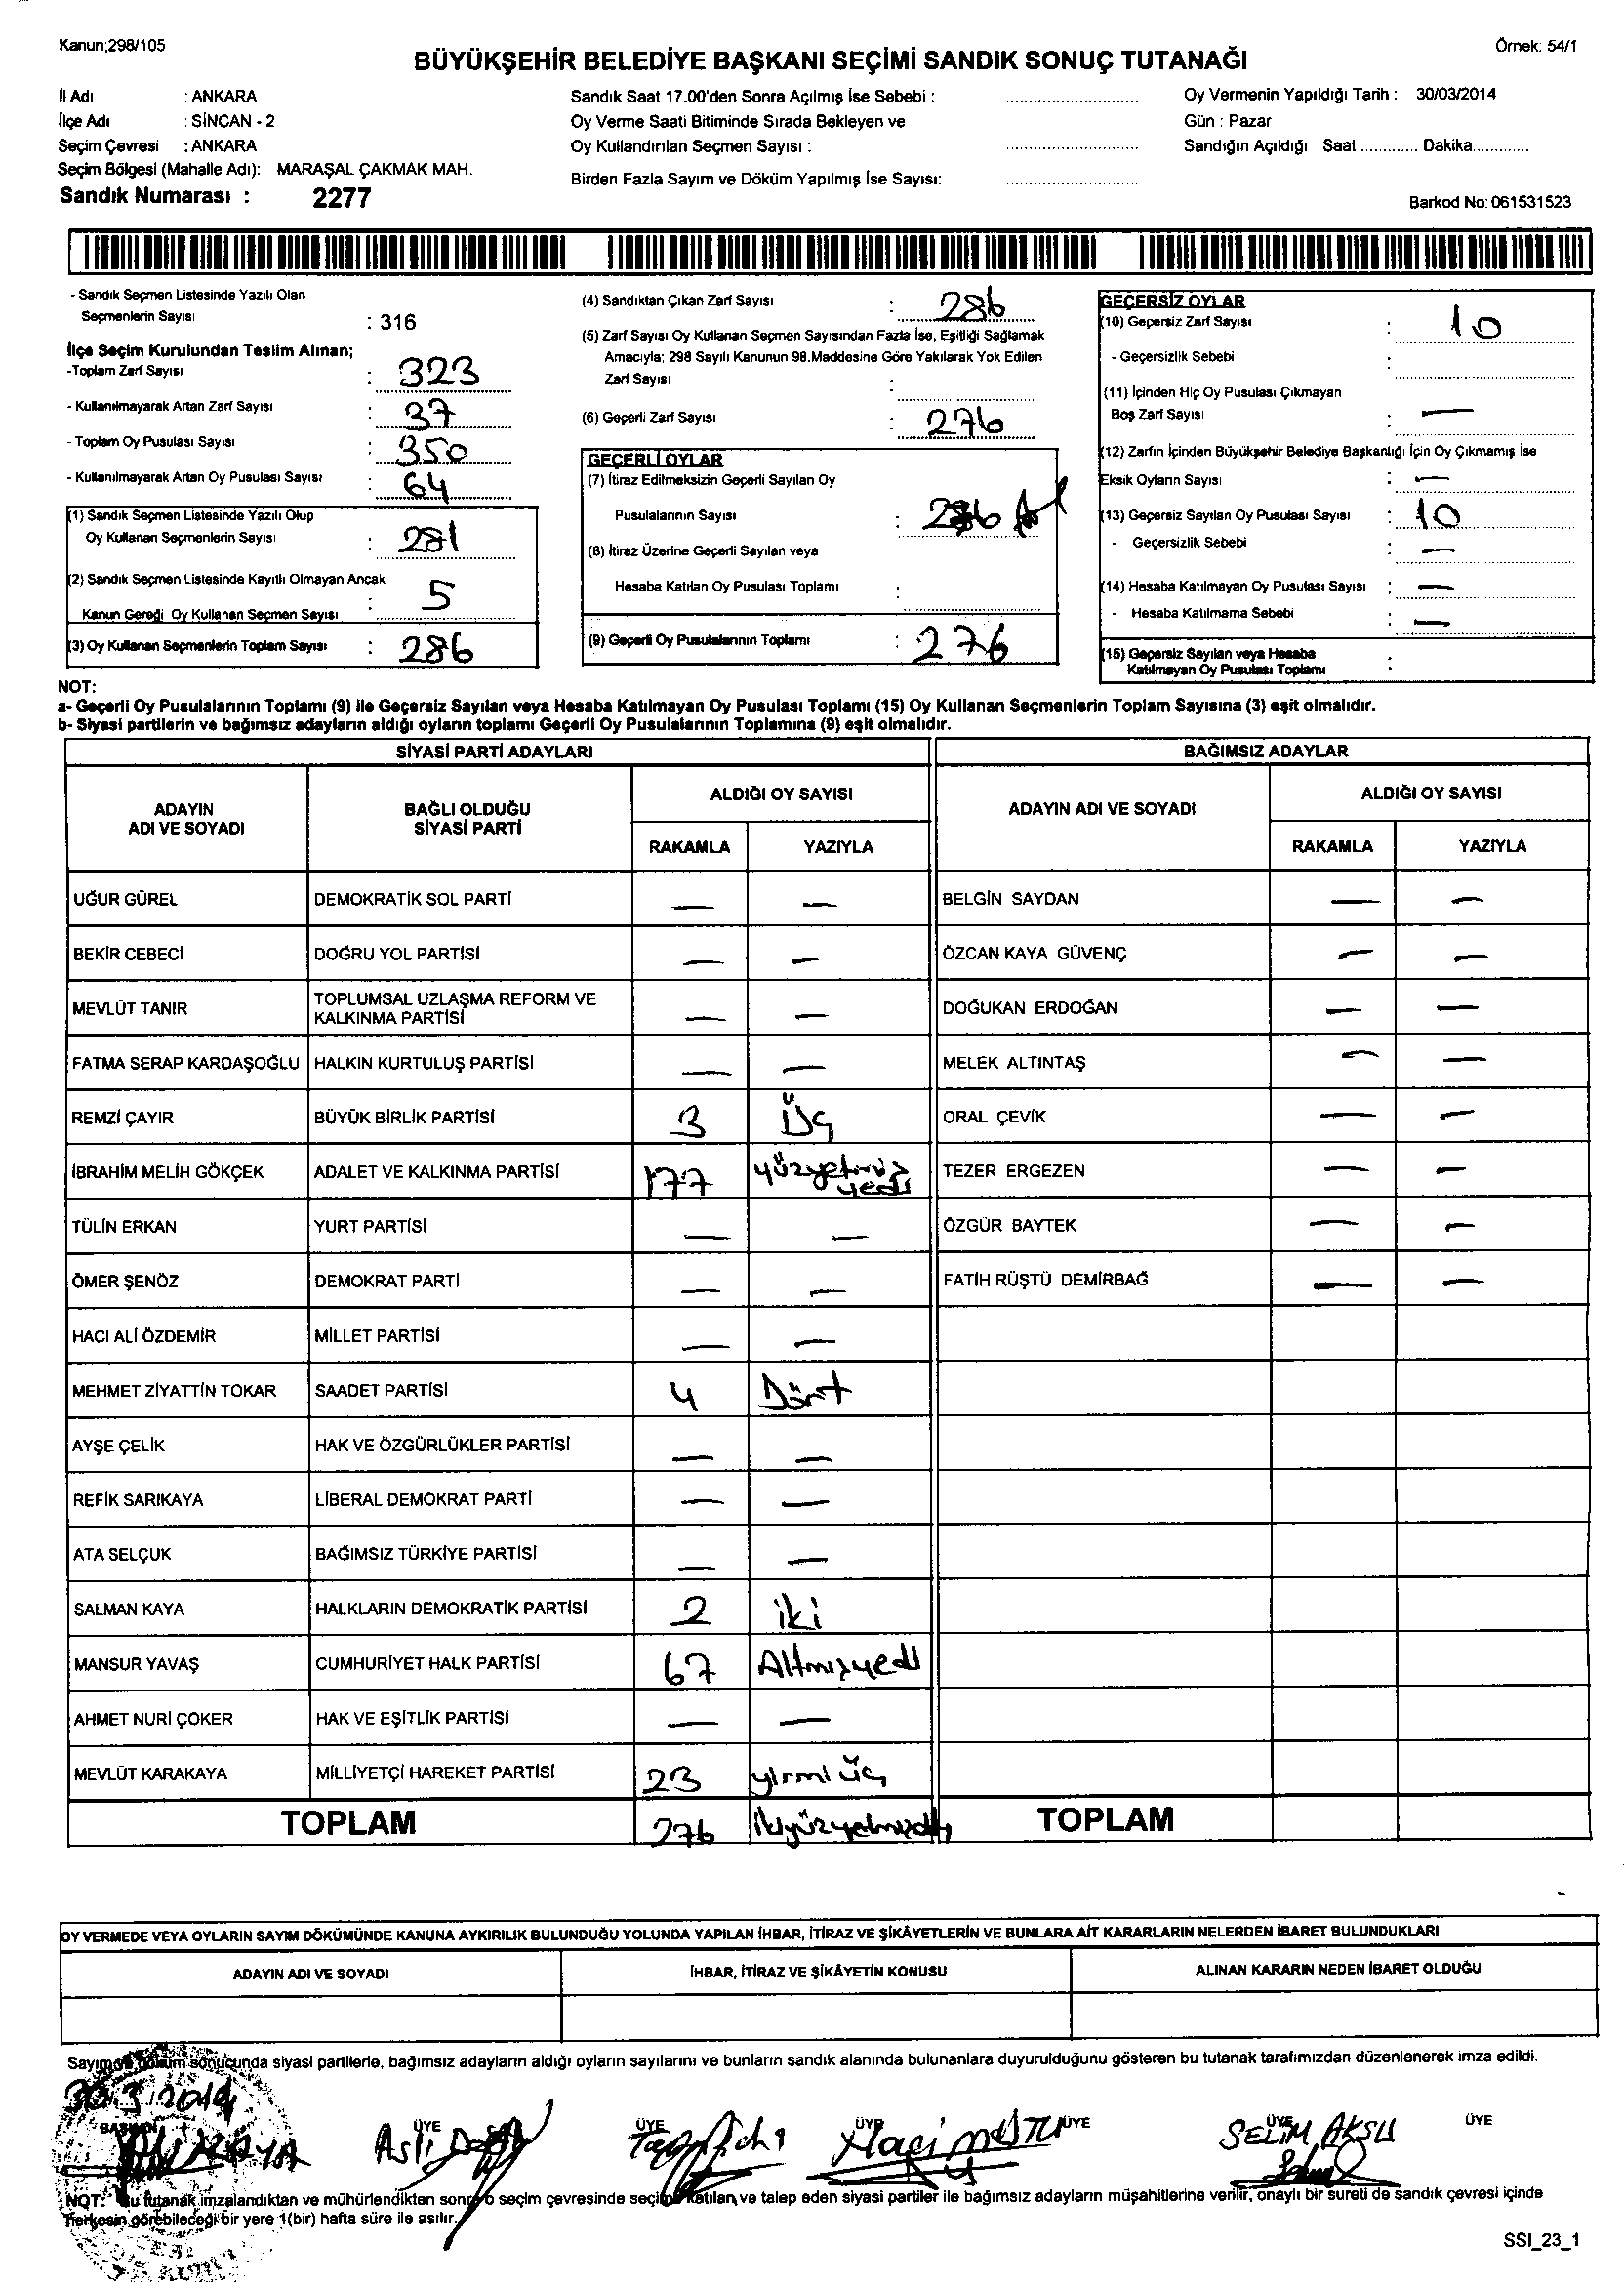 Kanun;298/105
Örnek: 54/1
BÜYÜKŞEHİR BELEDİYE BAŞKANI SEÇİMİ SANDIK SONUÇ TUTANAĞI
İl Adı : ANKARA
İlçe Adı : SİNCAN - 2
Seçim Çevresi : ANKARA
Seçim Bölgesi (Mahalle Adı): MARAŞAL ÇAKMAK MAH.
Sandık Numarası : 2277
Sandık Saat 17.00'den Sonra Açılmış İse Sebebi :
Oy Verme Saati Bitiminde Sırada Bekleyen ve
Oy Kullandırılan Seçmen Sayısı :
Birden Fazla Sayım ve Döküm Yapılmış İse Sayısı:
Oy Vermenin Yapıldığı Tarih : 30/03/2014
Gün : Pazar
Sandığın Açıldığı Saat :........... Dakika:...........
Barkod No: 061531523
- Sandık Seçmen Listesinde Yazılı Olan
Seçmenlerin Sayısı : 316
İlçe Seçim Kurulundan Teslim Alınan;
-Toplam Zarf Sayısı : 323
- Kullanılmayarak Artan Zarf Sayısı : 37
- Toplam Oy Pusulası Sayısı : 350
- Kullanılmayarak Artan Oy Pusulası Sayısı : 64
(1) Sandık Seçmen Listesinde Yazılı Olup
Oy Kullanan Seçmenlerin Sayısı : 281
(2) Sandık Seçmen Listesinde Kayıtlı Olmayan Ancak
Kanun Gereği Oy Kullanan Seçmen Sayısı : 5
(3) Oy Kullanan Seçmenlerin Toplam Sayısı : 286
(4) Sandıktan Çıkan Zarf Sayısı : 286
(5) Zarf Sayısı Oy Kullanan Seçmen Sayısından Fazla İse, Eşitliği Sağlamak
Amacıyla; 298 Sayılı Kanunun 98.Maddesine Göre Yakılarak Yok Edilen
Zarf Sayısı :
(6) Geçerli Zarf Sayısı : 276
GEÇERLİ OYLAR
(7) İtiraz Edilmeksizin Geçerli Sayılan Oy
Pusulalarının Sayısı : 276
(8) İtiraz Üzerine Geçerli Sayılan veya
Hesaba Katılan Oy Pusulası Toplamı :
(9) Geçerli Oy Pusulalarının Toplamı : 276
GEÇERSİZ OYLAR
(10) Geçersiz Zarf Sayısı : 10
- Geçersizlik Sebebi :
(11) İçinden Hiç Oy Pusulası Çıkmayan
Boş Zarf Sayısı : —
(12) Zarfın İçinden Büyükşehir Belediye Başkanlığı İçin Oy Çıkmamış İse
Eksik Oyların Sayısı : —
(13) Geçersiz Sayılan Oy Pusulası Sayısı : 10
- Geçersizlik Sebebi : —
(14) Hesaba Katılmayan Oy Pusulası Sayısı : —
- Hesaba Katılmama Sebebi : —
(15) Geçersiz Sayılan veya Hesaba
Katılmayan Oy Pusulası Toplamı :
NOT:
a- Geçerli Oy Pusulalarının Toplamı (9) ile Geçersiz Sayılan veya Hesaba Katılmayan Oy Pusulası Toplamı (15) Oy Kullanan Seçmenlerin Toplam Sayısına (3) eşit olmalıdır.
b- Siyasi partilerin ve bağımsız adayların aldığı oyların toplamı Geçerli Oy Pusulalarının Toplamına (9) eşit olmalıdır.
SİYASİ PARTİ ADAYLARI
BAĞIMSIZ ADAYLAR
ADAYIN ADI VE SOYADI
BAĞLI OLDUĞU SİYASİ PARTİ
ALDIĞI OY SAYISI
RAKAMLA YAZIYLA
ADAYIN ADI VE SOYADI
ALDIĞI OY SAYISI
RAKAMLA YAZIYLA
UĞUR GÜREL DEMOKRATİK SOL PARTİ — — BELGİN SAYDAN — —
BEKİR CEBECİ DOĞRU YOL PARTİSİ — — ÖZCAN KAYA GÜVENÇ — —
MEVLÜT TANIR TOPLUMSAL UZLAŞMA REFORM VE KALKINMA PARTİSİ — — DOĞUKAN ERDOĞAN — —
FATMA SERAP KARDAŞOĞLU HALKIN KURTULUŞ PARTİSİ — — MELEK ALTINTAŞ — —
REMZİ ÇAYIR BÜYÜK BİRLİK PARTİSİ 3 Üç ORAL ÇEVİK — —
İBRAHİM MELİH GÖKÇEK ADALET VE KALKINMA PARTİSİ 177 yüzyetmiş yedi TEZER ERGEZEN — —
TÜLİN ERKAN YURT PARTİSİ — — ÖZGÜR BAYTEK — —
ÖMER ŞENÖZ DEMOKRAT PARTİ — — FATİH RÜŞTÜ DEMİRBAĞ — —
HACI ALİ ÖZDEMİR MİLLET PARTİSİ — —
MEHMET ZİYATTİN TOKAR SAADET PARTİSİ 4 Dört
AYŞE ÇELİK HAK VE ÖZGÜRLÜKLER PARTİSİ — —
REFİK SARIKAYA LİBERAL DEMOKRAT PARTİ — —
ATA SELÇUK BAĞIMSIZ TÜRKİYE PARTİSİ — —
SALMAN KAYA HALKLARIN DEMOKRATİK PARTİSİ 2 iki
MANSUR YAVAŞ CUMHURİYET HALK PARTİSİ 67 Altmışyedi
AHMET NURİ ÇOKER HAK VE EŞİTLİK PARTİSİ — —
MEVLÜT KARAKAYA MİLLİYETÇİ HAREKET PARTİSİ 23 yirmi üç
TOPLAM 276 TOPLAM
OY VERMEDE VEYA OYLARIN SAYIM DÖKÜMÜNDE KANUNA AYKIRILIK BULUNDUĞU YOLUNDA YAPILAN İHBAR, İTİRAZ VE ŞİKÂYETLERİN VE BUNLARA AİT KARARLARIN NELERDEN İBARET BULUNDUKLARI
ADAYIN ADI VE SOYADI
İHBAR, İTİRAZ VE ŞİKÂYETİN KONUSU
ALINAN KARARIN NEDEN İBARET OLDUĞU
Sayım ve döküm sonucunda siyasi partilerle, bağımsız adayların aldığı oyların sayılarını ve bunların sandık alanında bulunanlara duyurulduğunu gösteren bu tutanak tarafımızdan düzenlenerek imza edildi.
30.3.2014
BAŞKAN ÜYE ÜYE ÜYE ÜYE ÜYE ÜYE
KAYA Aslı Hacı SELİM AKSU
NOT: Bu tutanak imzalandıktan ve mühürlendikten sonra o seçim çevresinde seçime katılan ve talep eden siyasi partiler ile bağımsız adayların müşahitlerine verilir, onaylı bir sureti de sandık çevresi içinde
herkesin görebileceği bir yere 1(bir) hafta süre ile asılır.
SSI_23_1